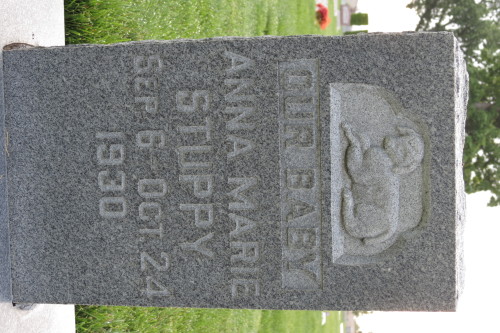 OUR BABY
ANNA MARIE
STUPPY
SEP. 6 - OCT. 24
1930